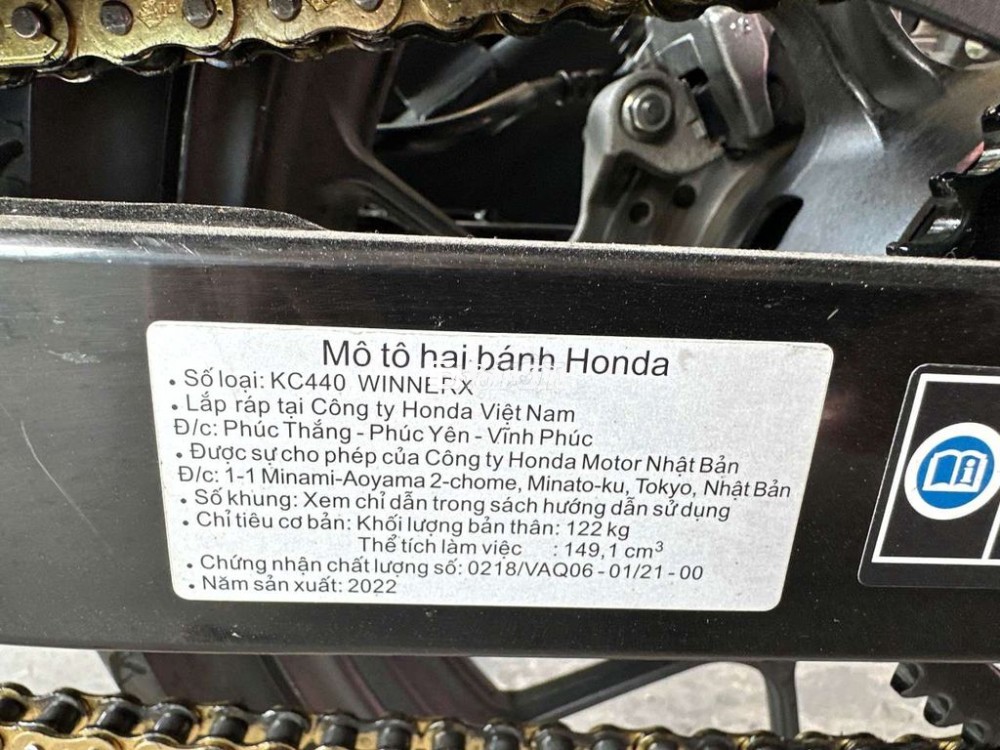 Mô tô hai bánh Honda
• Số loại: KC440 WINNERX
• Lắp ráp tại Công ty Honda Việt Nam
Đ/c: Phúc Thắng - Phúc Yên - Vĩnh Phúc
• Được sự cho phép của Công ty Honda Motor Nhật Bản
Đ/c: 1-1 Minami-Aoyama 2-chome, Minato-ku, Tokyo, Nhật Bản
• Số khung: Xem chỉ dẫn trong sách hướng dẫn sử dụng
• Chỉ tiêu cơ bản: Khối lượng bản thân: 122 kg
Thể tích làm việc : 149,1 cm³
• Chứng nhận chất lượng số: 0218/VAQ06 - 01/21 - 00
• Năm sản xuất: 2022